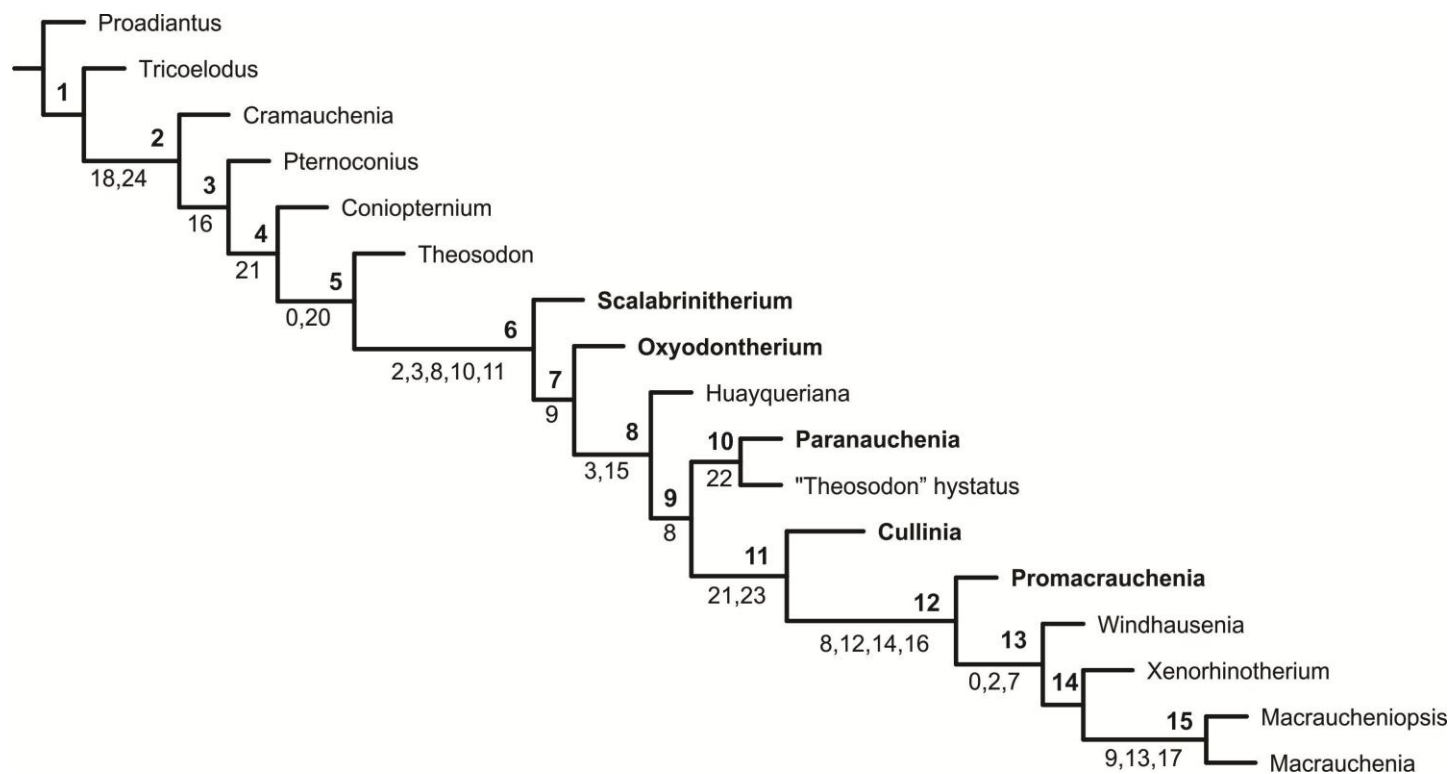 Proadiantus
1
Tricoelodus
2
Cramauchenia
18,24
3
Pternoconius
16
4
Coniopternium
21
5
Theosodon
0,20
6
Scalabrinitherium
2,3,8,10,11
7
Oxyodontherium
9
8
Huayqueriana
3,15
10
Paranauchenia
22
"Theosodon” hystatus
9
8
11
Cullinia
21,23
12
Promacrauchenia
8,12,14,16
13
Windhausenia
0,2,7
14
Xenorhinotherium
15
Macraucheniopsis
9,13,17
Macrauchenia